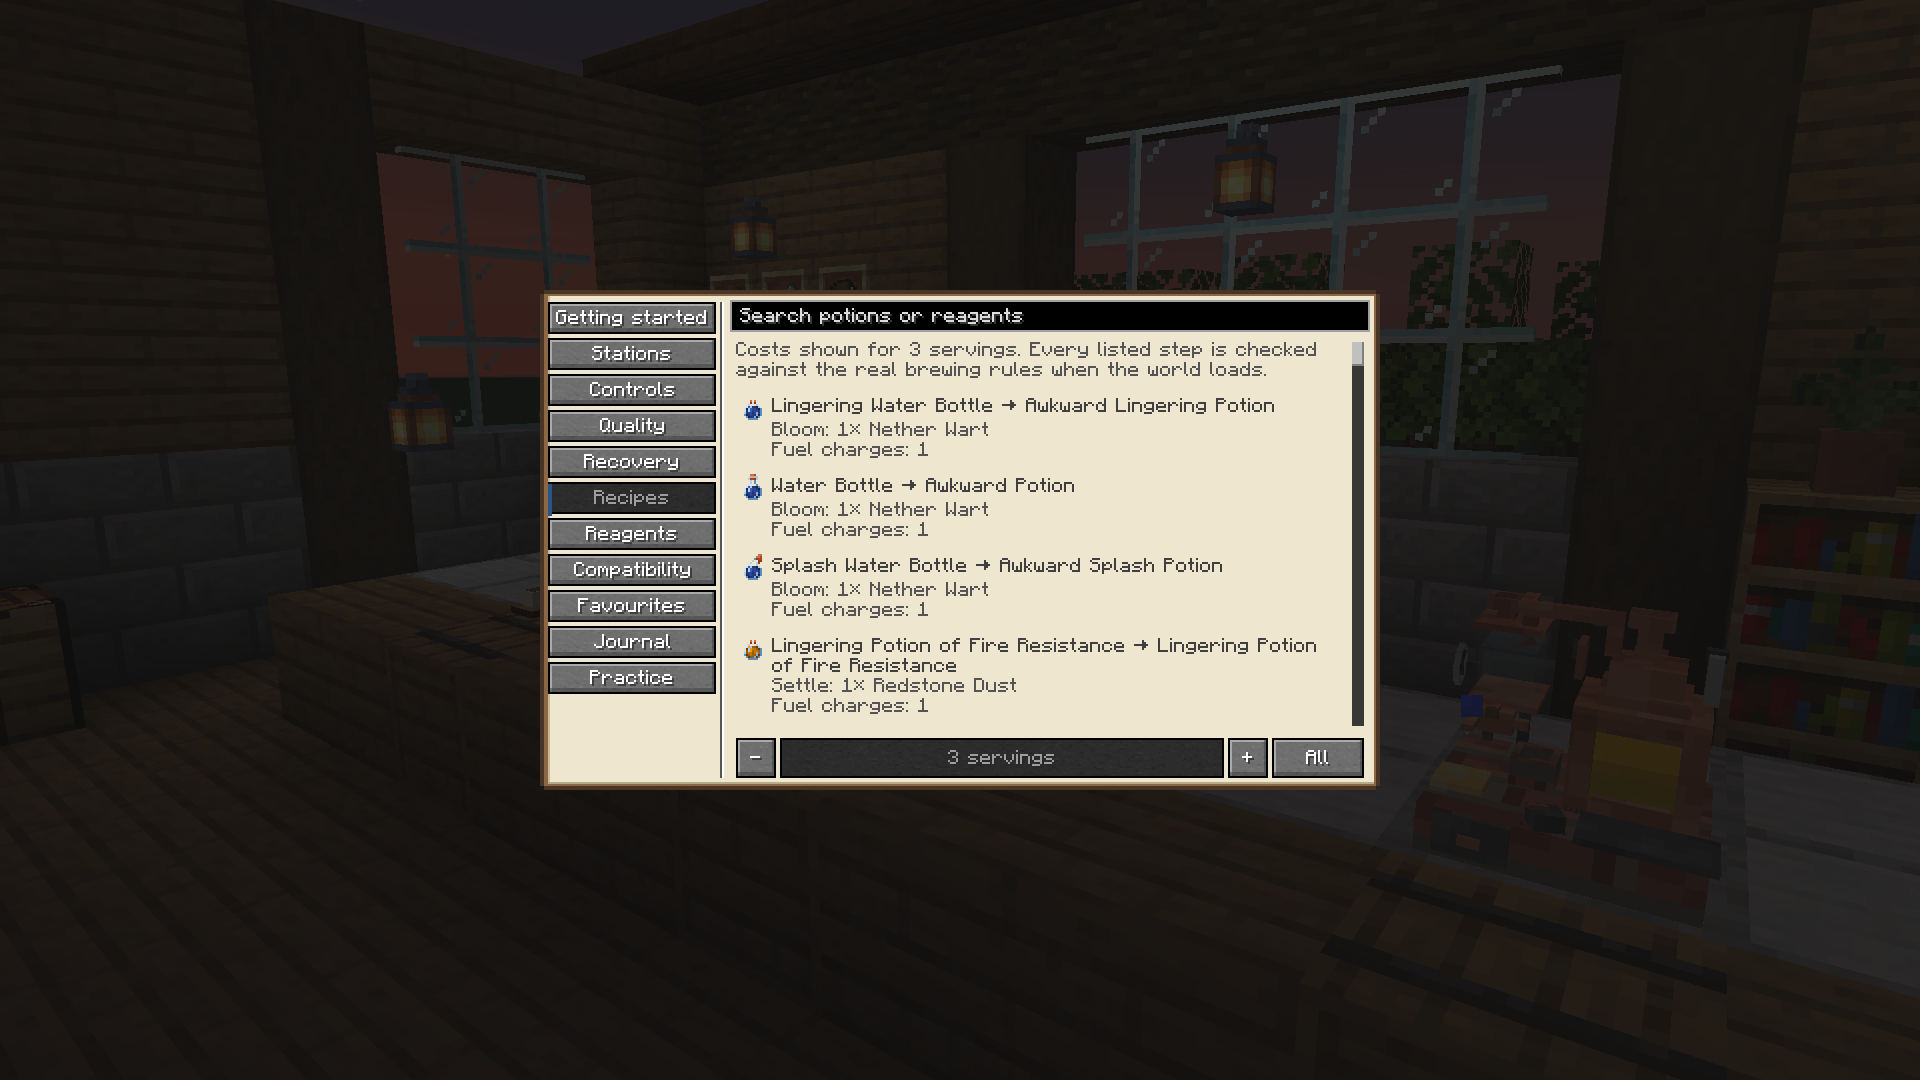 Getting started
Stations
Controls
Quality
Recovery
Recipes
Reagents
Compatibility
Favourites
Journal
Practice
Search potions or reagents
Costs shown for 3 servings. Every listed step is checked
against the real brewing rules when the world loads.
Lingering Water Bottle → Awkward Lingering Potion
Bloom: 1× Nether Wart
Fuel charges: 1
Water Bottle → Awkward Potion
Bloom: 1× Nether Wart
Fuel charges: 1
Splash Water Bottle → Awkward Splash Potion
Bloom: 1× Nether Wart
Fuel charges: 1
Lingering Potion of Fire Resistance → Lingering Potion
of Fire Resistance
Settle: 1× Redstone Dust
Fuel charges: 1
-
3 servings
+
All